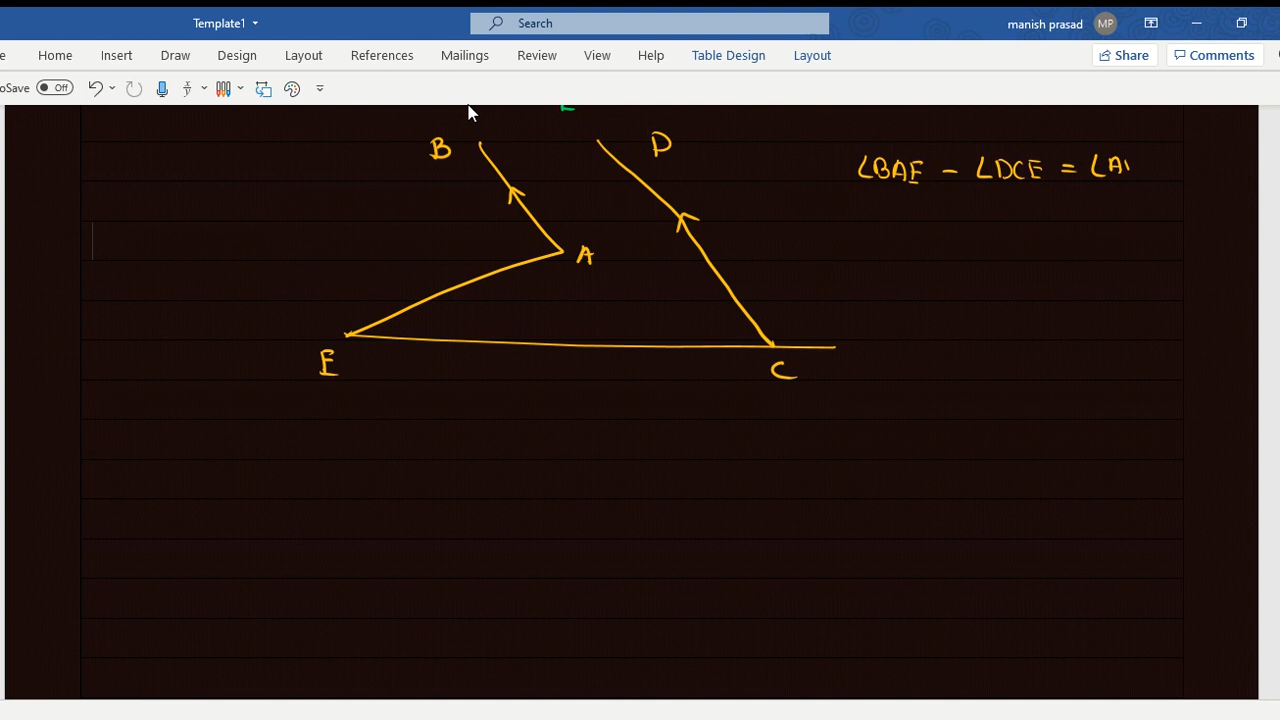 Template1
Search
manish prasad
MP
Home Insert Draw Design Layout References Mailings Review View Help Table Design Layout
Share
Comments
Off
B
D
∠BAE - ∠DCE = ∠A
A
E
C